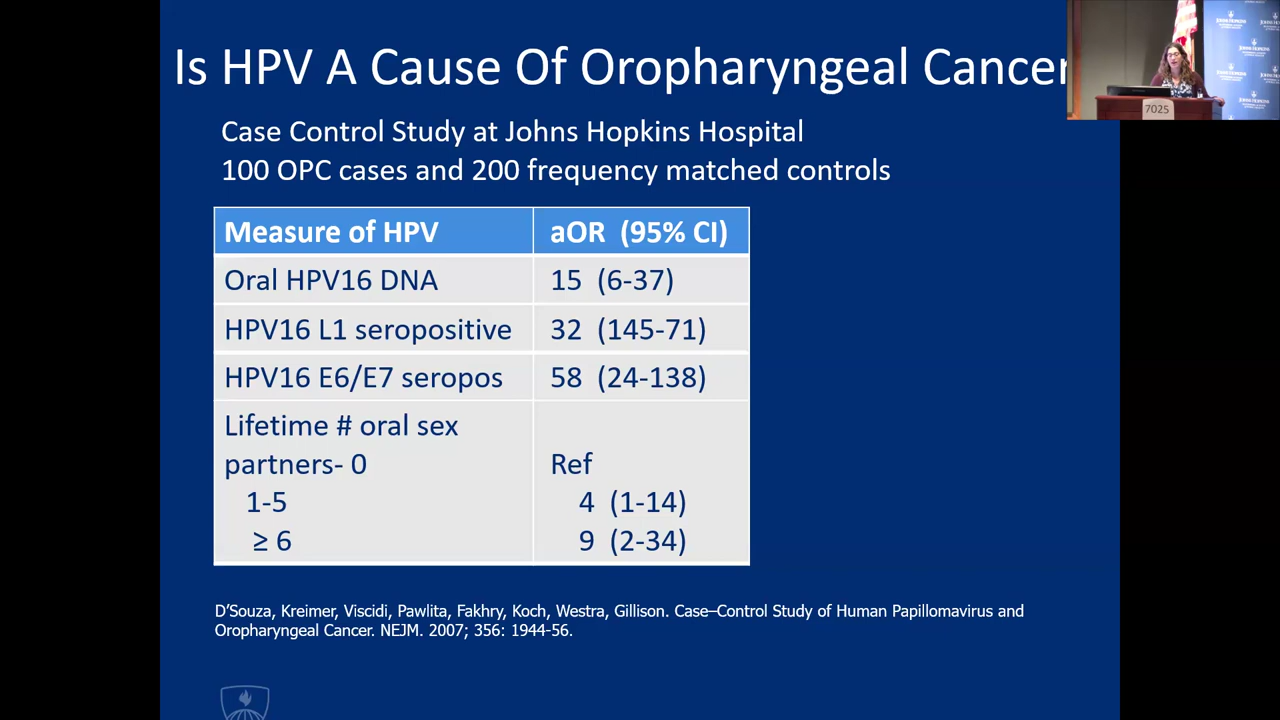 Is HPV A Cause Of Oropharyngeal Cancer
Case Control Study at Johns Hopkins Hospital
100 OPC cases and 200 frequency matched controls
Measure of HPV aOR (95% CI)
Oral HPV16 DNA 15 (6-37)
HPV16 L1 seropositive 32 (145-71)
HPV16 E6/E7 seropos 58 (24-138)
Lifetime # oral sex
partners- 0 Ref
1-5 4 (1-14)
≥ 6 9 (2-34)
D'Souza, Kreimer, Viscidi, Pawlita, Fakhry, Koch, Westra, Gillison. Case–Control Study of Human Papillomavirus and
Oropharyngeal Cancer. NEJM. 2007; 356: 1944-56.
7025
JOHNS HOPKINS